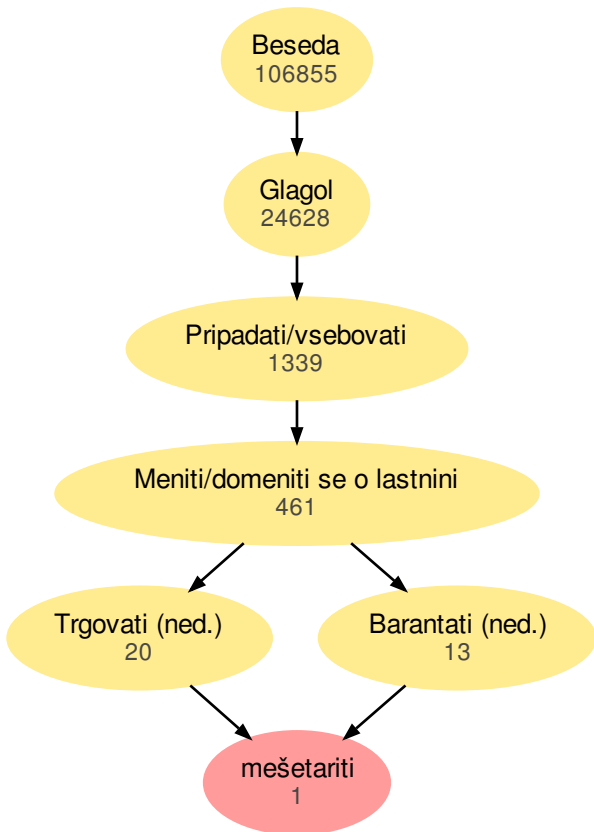 Beseda
106855
Glagol
24628
Pripadati/vsebovati
1339
Meniti/domeniti se o lastnini
461
Trgovati (ned.)
20
Barantati (ned.)
13
mešetariti
1